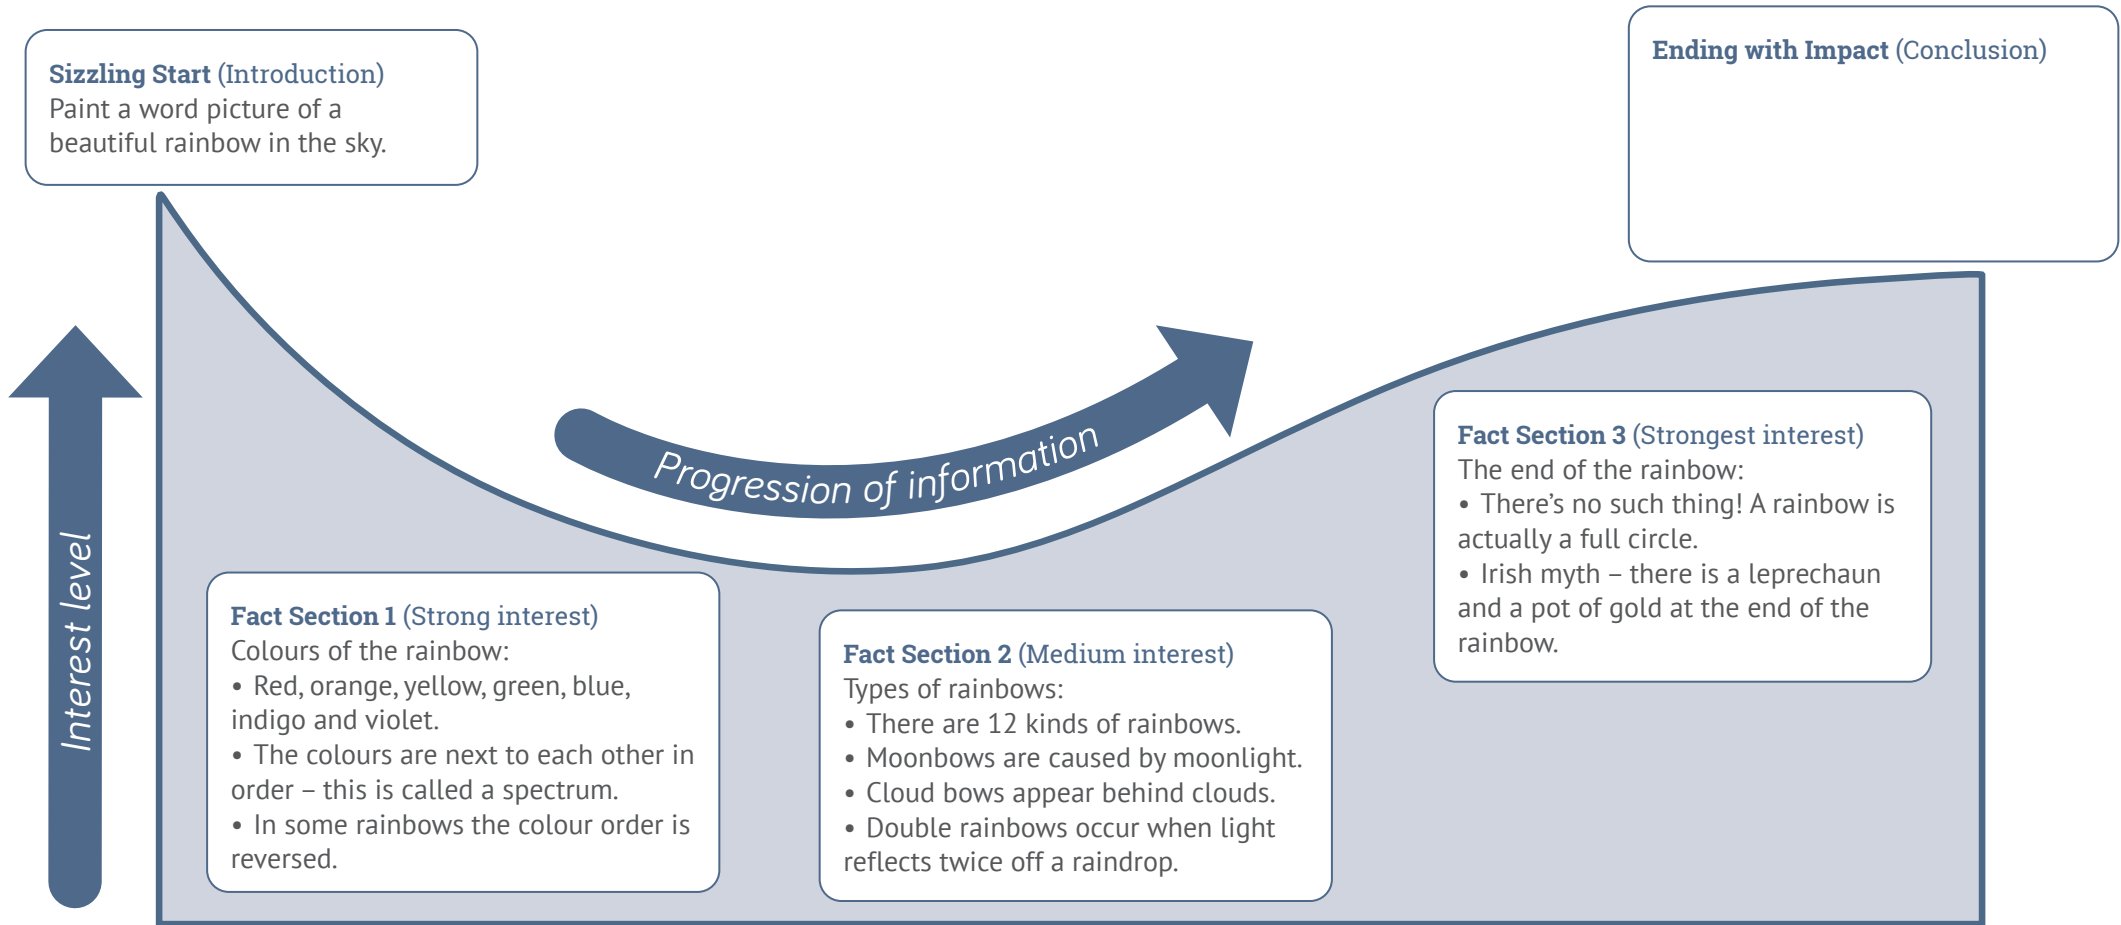 Sizzling Start (Introduction)
Paint a word picture of a
beautiful rainbow in the sky.
Ending with Impact (Conclusion)
Interest level
Progression of information
Fact Section 1 (Strong interest)
Colours of the rainbow:
• Red, orange, yellow, green, blue,
indigo and violet.
• The colours are next to each other in
order – this is called a spectrum.
• In some rainbows the colour order is
reversed.
Fact Section 2 (Medium interest)
Types of rainbows:
• There are 12 kinds of rainbows.
• Moonbows are caused by moonlight.
• Cloud bows appear behind clouds.
• Double rainbows occur when light
reflects twice off a raindrop.
Fact Section 3 (Strongest interest)
The end of the rainbow:
• There’s no such thing! A rainbow is
actually a full circle.
• Irish myth – there is a leprechaun
and a pot of gold at the end of the
rainbow.